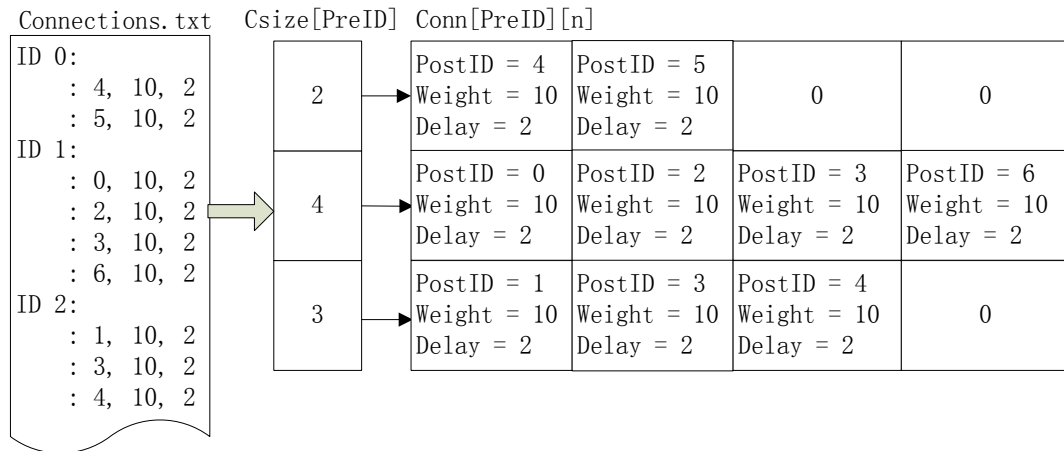 Connections.txt
Csize[PreID]
Conn[PreID][n]
ID 0:
: 4, 10, 2
: 5, 10, 2
ID 1:
: 0, 10, 2
: 2, 10, 2
: 3, 10, 2
: 6, 10, 2
ID 2:
: 1, 10, 2
: 3, 10, 2
: 4, 10, 2
2
PostID = 4
Weight = 10
Delay = 2
PostID = 5
Weight = 10
Delay = 2
0
0
4
PostID = 0
Weight = 10
Delay = 2
PostID = 2
Weight = 10
Delay = 2
PostID = 3
Weight = 10
Delay = 2
PostID = 6
Weight = 10
Delay = 2
3
PostID = 1
Weight = 10
Delay = 2
PostID = 3
Weight = 10
Delay = 2
PostID = 4
Weight = 10
Delay = 2
0